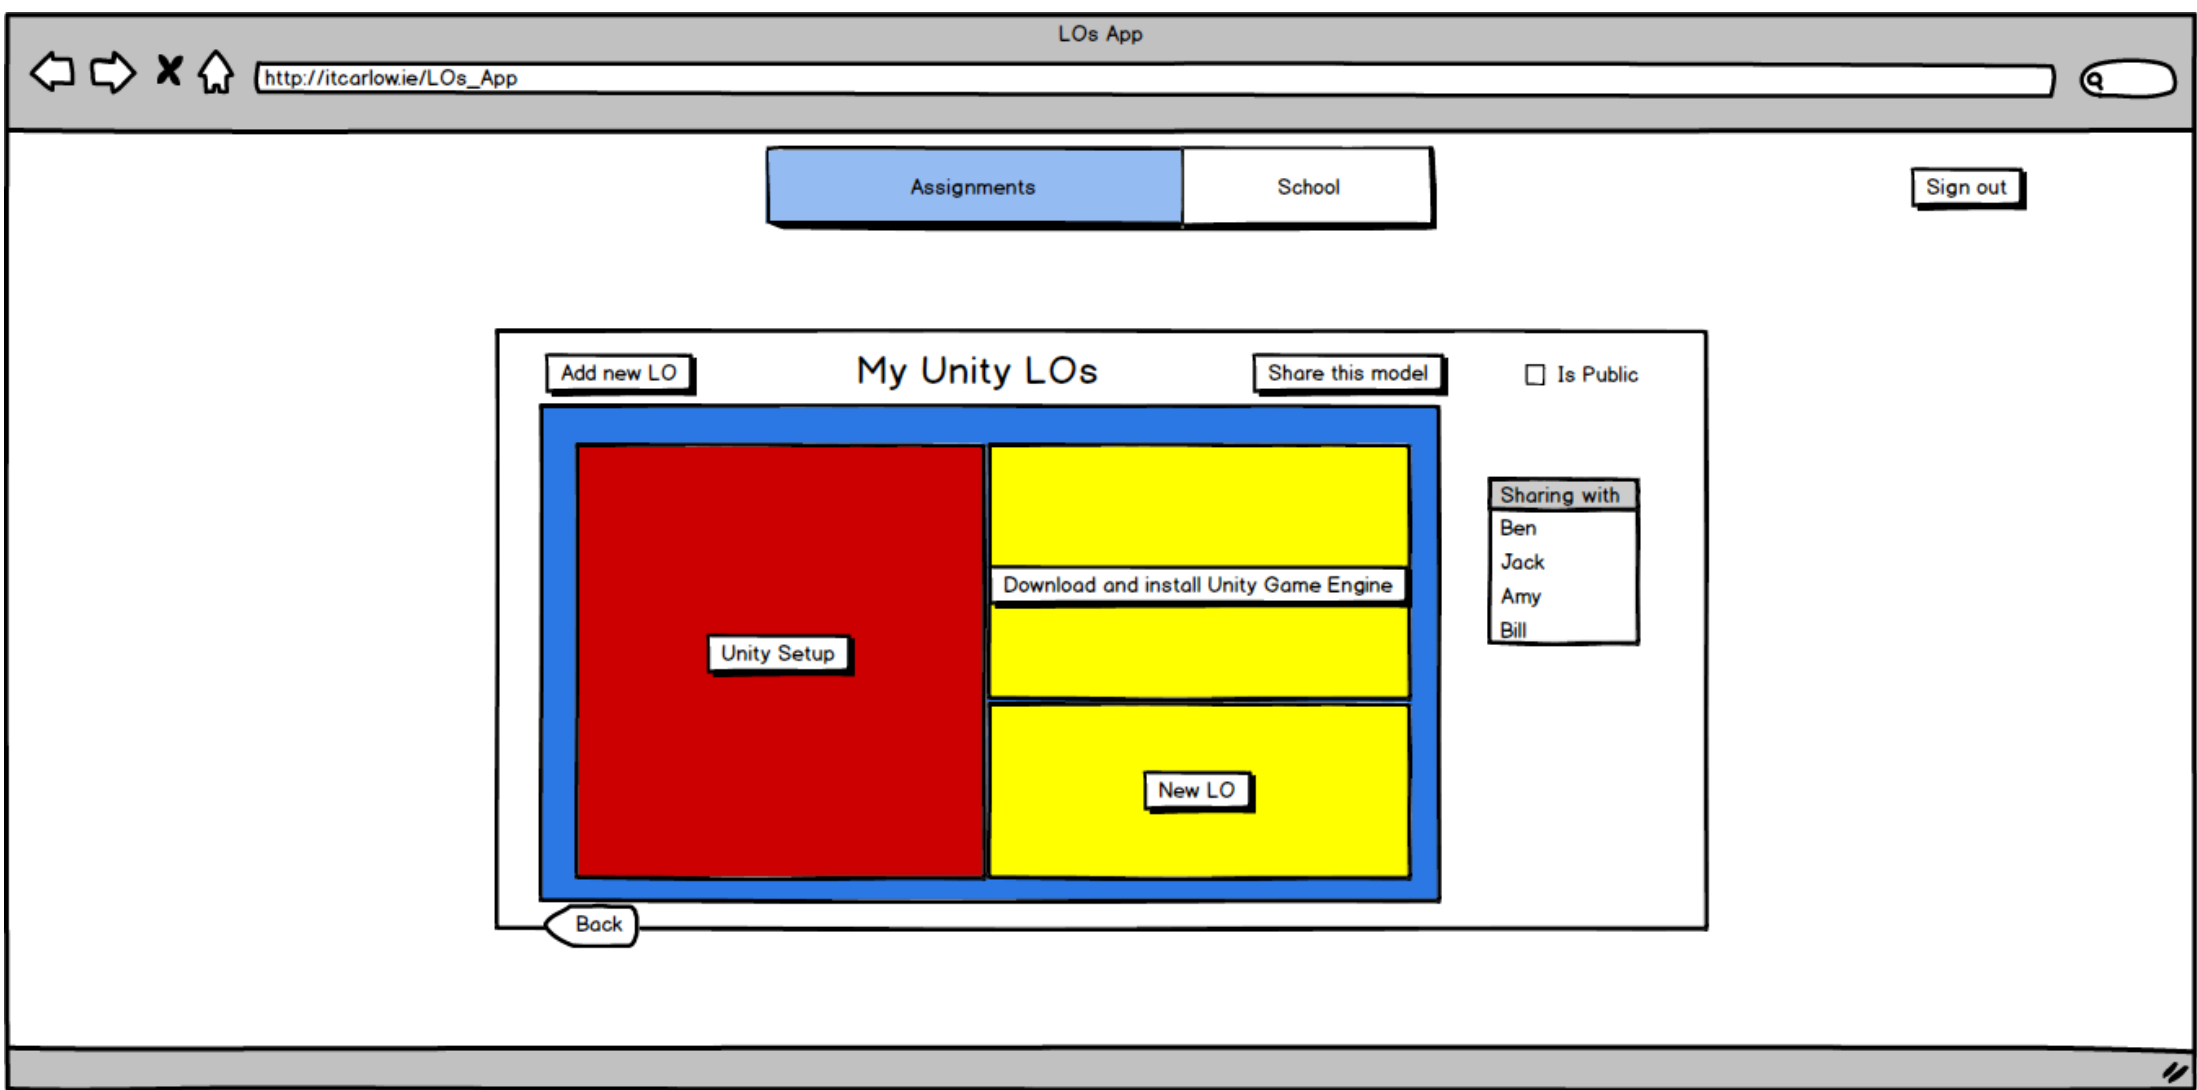 LOs App
http://itcarlow.ie/LOs_App
Assignments
School
Sign out
Add new LO
My Unity LOs
Share this model
Is Public
Sharing with
Ben
Jack
Amy
Bill
Download and install Unity Game Engine
Unity Setup
New LO
Back